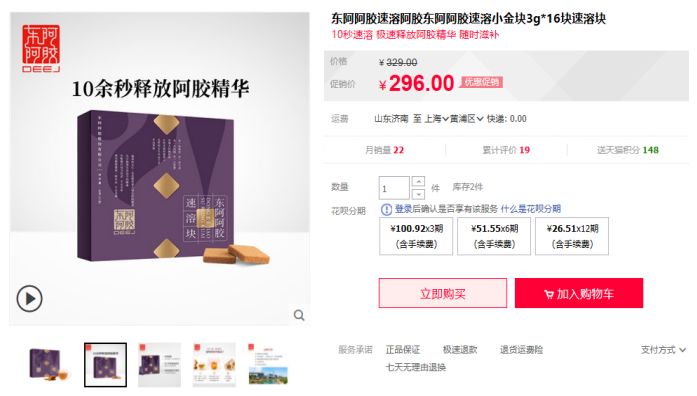 东阿阿胶
DEEJ
10余秒释放阿胶精华
东阿阿胶
速溶块
东阿阿胶速溶阿胶东阿阿胶速溶小金块3g*16块速溶块
10秒速溶 极速释放阿胶精华 随时滋补
价格 ¥ 329.00
促销价 ¥ 296.00 优惠促销
运费 山东济南 至 上海 黄浦区 快递: 0.00
月销量 22 累计评价 19 送天猫积分 148
数量 1 件 库存2件
花呗分期 登录后确认是否享有该服务 什么是花呗分期
¥100.92x3期 ¥51.55x6期 ¥26.51x12期
(含手续费) (含手续费) (含手续费)
立即购买 加入购物车
服务承诺 正品保证 极速退款 退货运费险 支付方式
七天无理由退换